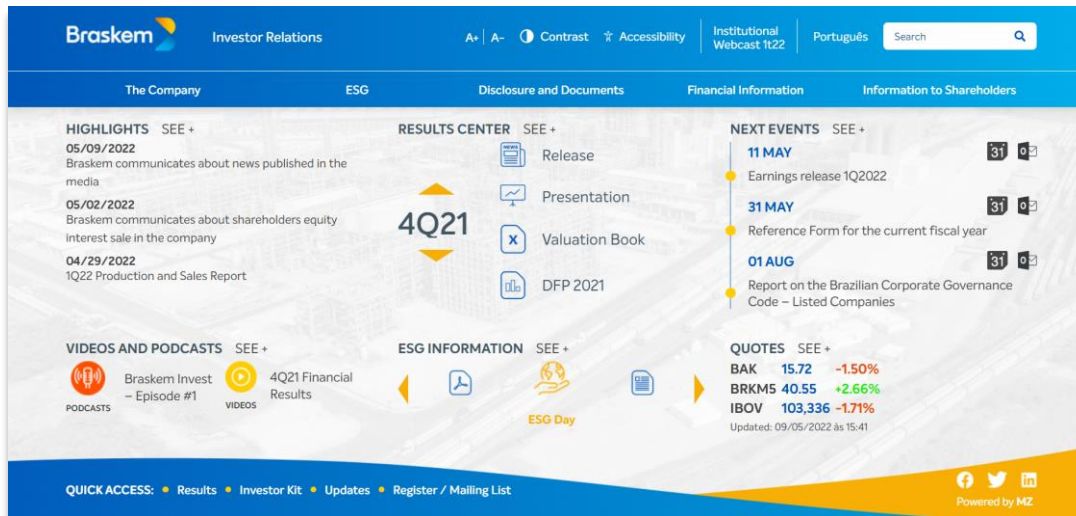 Braskem
Investor Relations
A+ | A-
Contrast
Accessibility
Institutional
Webcast 1t22
Português
Search
The Company
ESG
Disclosure and Documents
Financial Information
Information to Shareholders
HIGHLIGHTS SEE +
05/09/2022
Braskem communicates about news published in the
media
05/02/2022
Braskem communicates about shareholders equity
interest sale in the company
04/29/2022
1Q22 Production and Sales Report
RESULTS CENTER SEE +
4Q21
NEWS
Release
Presentation
X
Valuation Book
DFP 2021
NEXT EVENTS SEE +
11 MAY
31
Earnings release 1Q2022
31 MAY
31
Reference Form for the current fiscal year
01 AUG
31
Report on the Brazilian Corporate Governance
Code – Listed Companies
VIDEOS AND PODCASTS SEE +
PODCASTS
Braskem Invest
– Episode #1
VIDEOS
4Q21 Financial
Results
ESG INFORMATION SEE +
ESG Day
QUOTES SEE +
BAK 15.72 -1.50%
BRKM5 40.55 +2.66%
IBOV 103,336 -1.71%
Updated: 09/05/2022 às 15:41
QUICK ACCESS: • Results • Investor Kit • Updates • Register / Mailing List
Powered by MZ